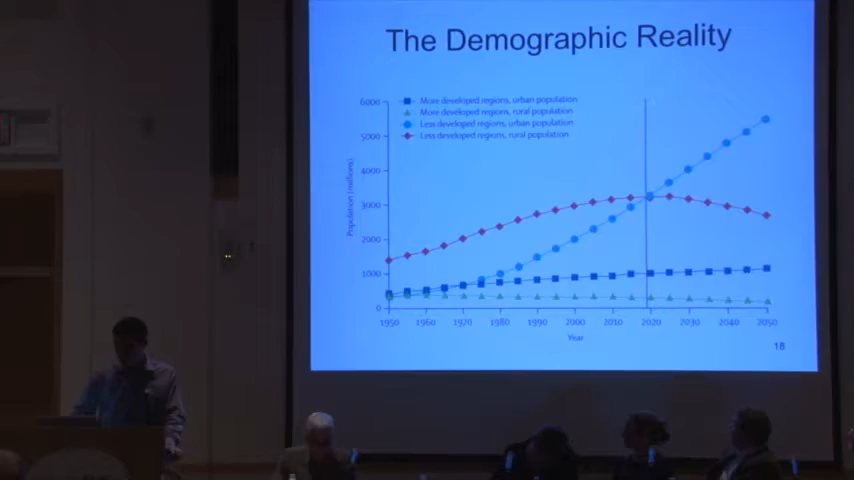 The Demographic Reality
More developed regions, urban population
More developed regions, rural population
Less developed regions, urban population
Less developed regions, rural population
6000
5000
4000
3000
2000
1000
0
Population (millions)
1950 1960 1970 1980 1990 2000 2010 2020 2030 2040 2050
Year
18